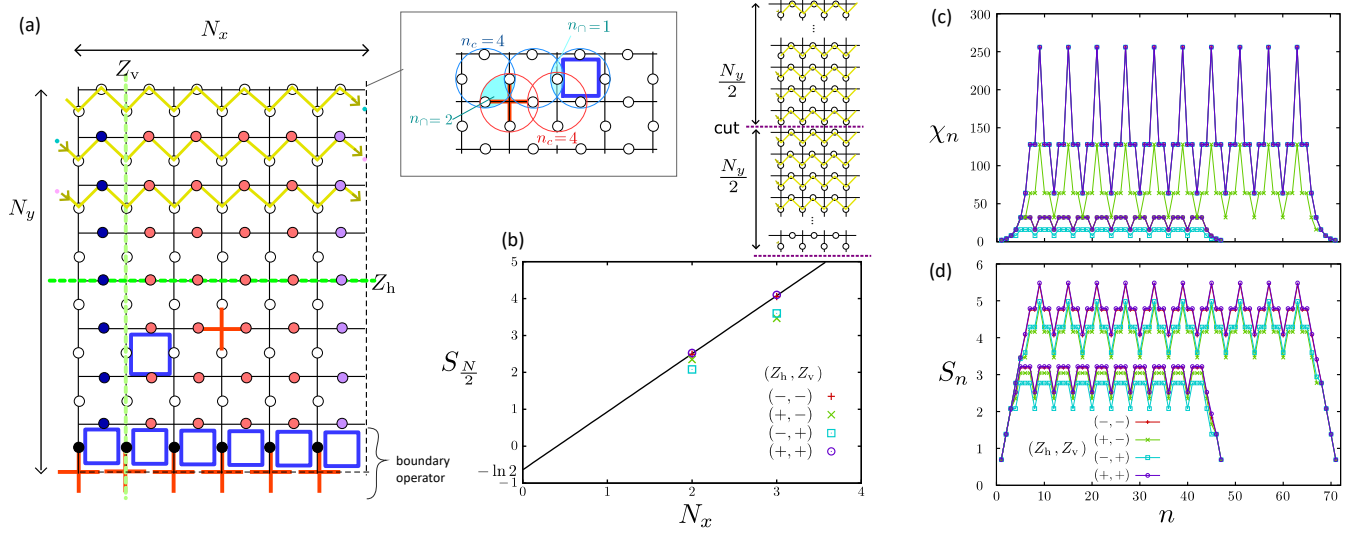 (a)
N_x
Z_v
N_y
Z_h
boundary
operator
n_c=4
n_∩=1
n_∩=2
n_c=4
N_y/2
cut
N_y/2
⋮
⋮
(b)
S_{N/2}
5
4
3
2
1
0
−ln 2
−1
0
1
2
3
4
N_x
(Z_h, Z_v)
(−,−)
(+,−)
(−,+)
(+,+)
(c)
χ_n
300
250
200
150
100
50
0
(d)
S_n
6
5
4
3
2
1
0
0
10
20
30
40
50
60
70
n
(Z_h, Z_v)
(−,−)
(+,−)
(−,+)
(+,+)